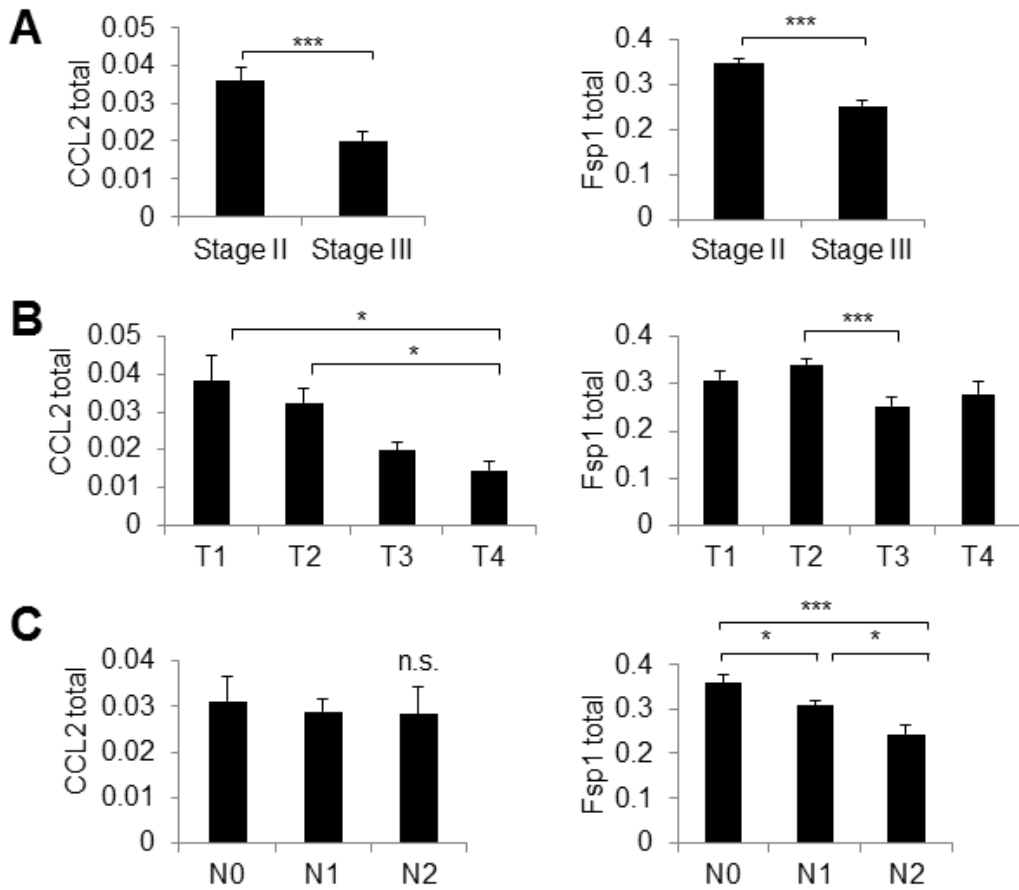 A
CCL2 total
0.05
0.04
0.03
0.02
0.01
0
***
Stage II Stage III
Fsp1 total
0.4
0.3
0.2
0.1
0
***
Stage II Stage III
B
CCL2 total
0.05
0.04
0.03
0.02
0.01
0
*
*
T1 T2 T3 T4
Fsp1 total
0.4
0.3
0.2
0.1
0
***
T1 T2 T3 T4
C
CCL2 total
0.04
0.03
0.02
0.01
0
n.s.
N0 N1 N2
Fsp1 total
0.4
0.3
0.2
0.1
0
***
* *
N0 N1 N2